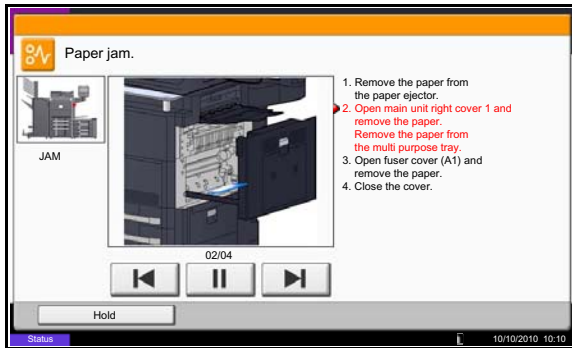 Paper jam.
JAM
1. Remove the paper from
the paper ejector.
2. Open main unit right cover 1 and
remove the paper.
Remove the paper from
the multi purpose tray.
3. Open fuser cover (A1) and
remove the paper.
4. Close the cover.
02/04
Hold
Status
10/10/2010 10:10